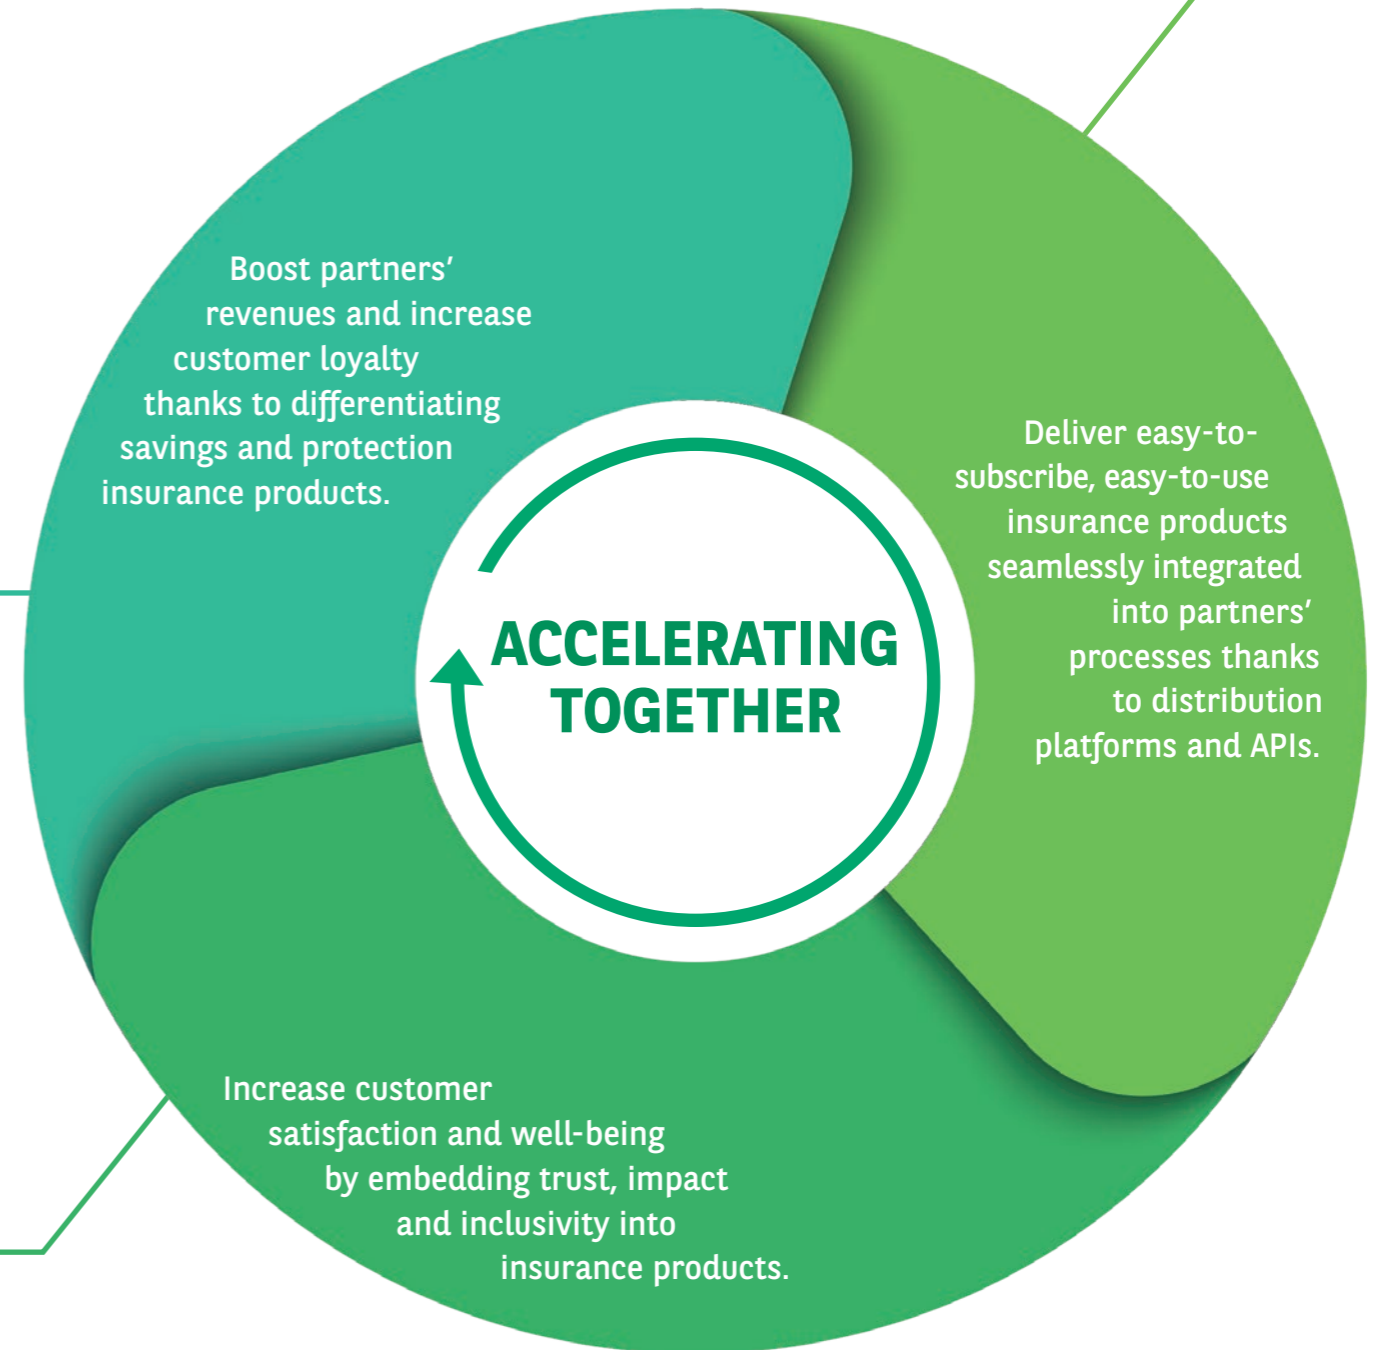 Boost partners’
revenues and increase
customer loyalty
thanks to differentiating
savings and protection
insurance products.
Deliver easy-to-
subscribe, easy-to-use
insurance products
seamlessly integrated
into partners’
processes thanks
to distribution
platforms and APIs.
ACCELERATING
TOGETHER
Increase customer
satisfaction and well-being
by embedding trust, impact
and inclusivity into
insurance products.